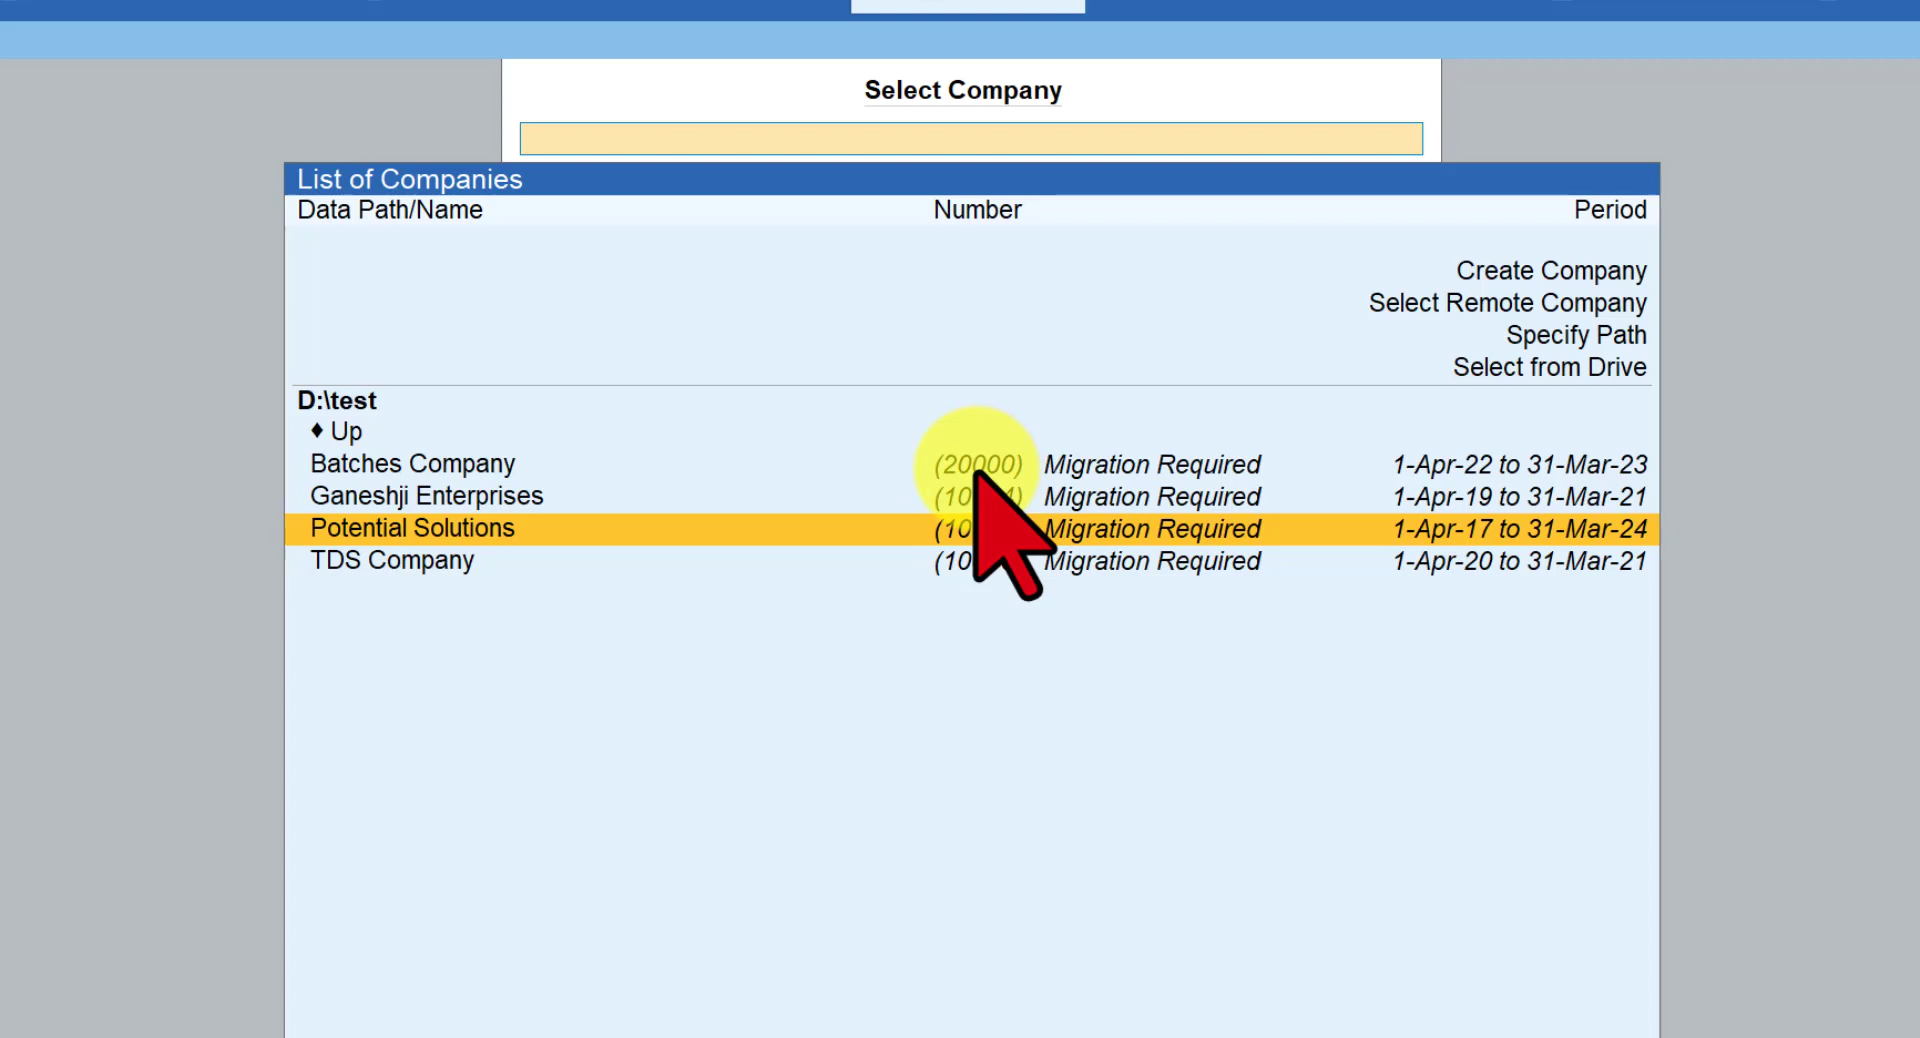 Select Company
List of Companies
Data Path/Name Number Period
Create Company
Select Remote Company
Specify Path
Select from Drive
D:\test
♦ Up
Batches Company (20000) Migration Required 1-Apr-22 to 31-Mar-23
Ganeshji Enterprises Migration Required 1-Apr-19 to 31-Mar-21
Potential Solutions Migration Required 1-Apr-17 to 31-Mar-24
TDS Company Migration Required 1-Apr-20 to 31-Mar-21